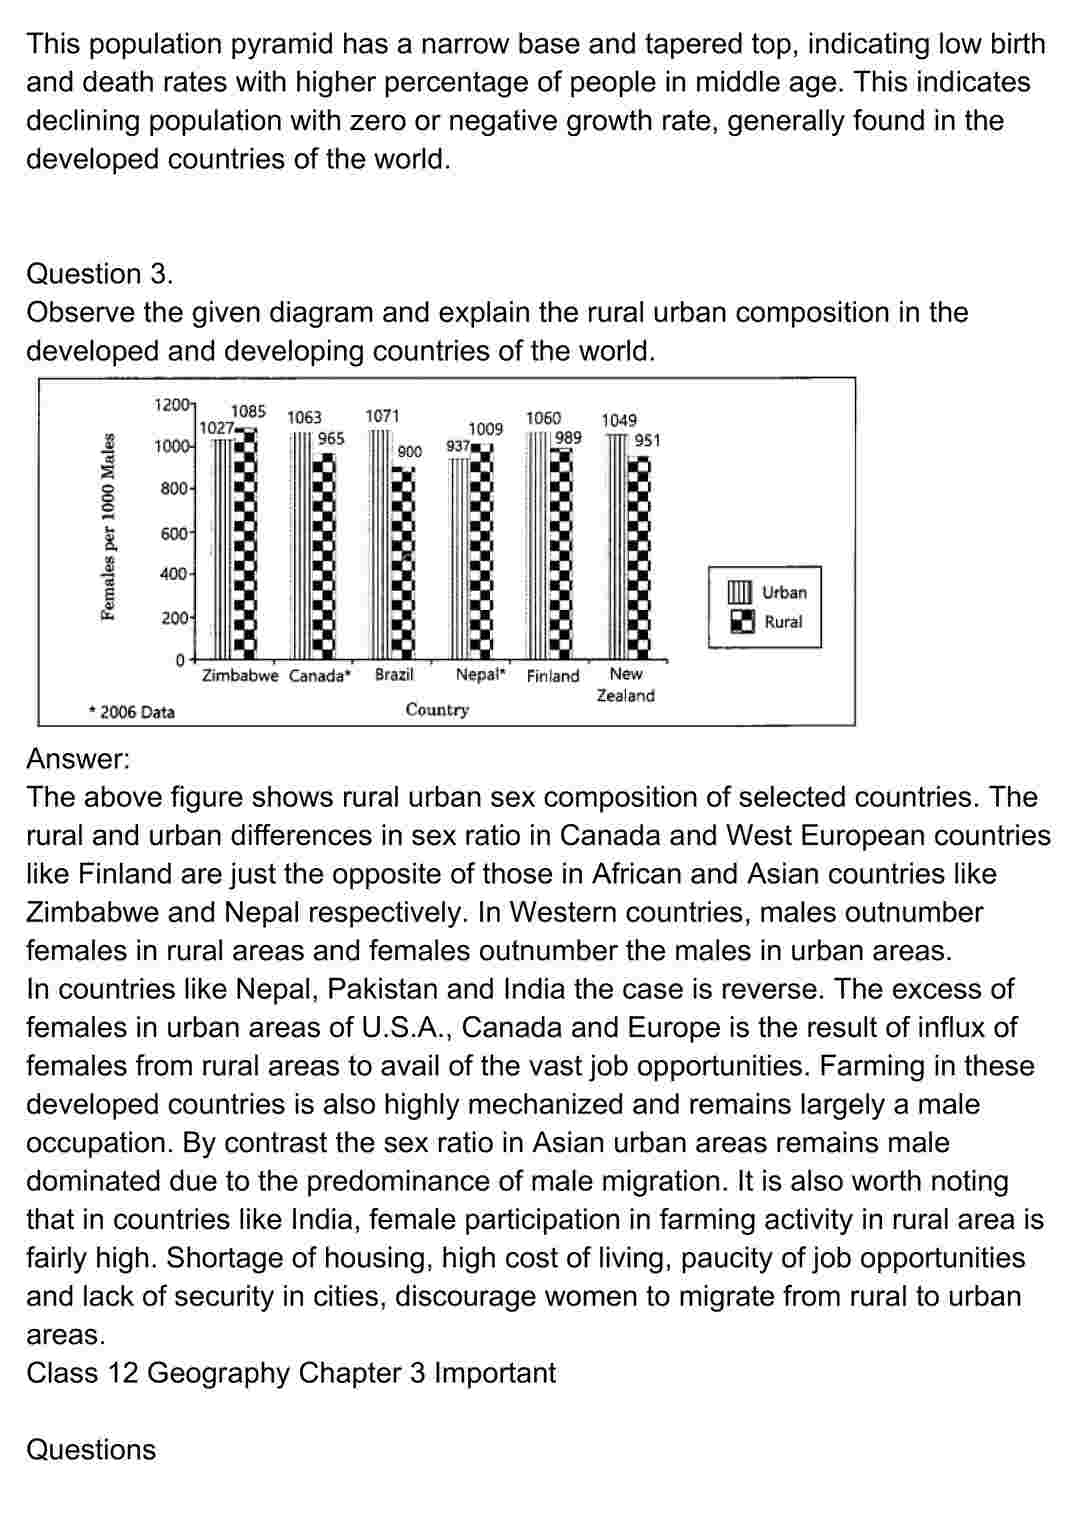 This population pyramid has a narrow base and tapered top, indicating low birth
and death rates with higher percentage of people in middle age. This indicates
declining population with zero or negative growth rate, generally found in the
developed countries of the world.
Question 3.
Observe the given diagram and explain the rural urban composition in the
developed and developing countries of the world.
Females per 1000 Males
1200
1000
800
600
400
200
0
1027 1085
1063 965
1071 900
937 1009
1060 989
1049 951
Zimbabwe Canada* Brazil Nepal* Finland New
Zealand
Urban
Rural
* 2006 Data
Country
Answer:
The above figure shows rural urban sex composition of selected countries. The
rural and urban differences in sex ratio in Canada and West European countries
like Finland are just the opposite of those in African and Asian countries like
Zimbabwe and Nepal respectively. In Western countries, males outnumber
females in rural areas and females outnumber the males in urban areas.
In countries like Nepal, Pakistan and India the case is reverse. The excess of
females in urban areas of U.S.A., Canada and Europe is the result of influx of
females from rural areas to avail of the vast job opportunities. Farming in these
developed countries is also highly mechanized and remains largely a male
occupation. By contrast the sex ratio in Asian urban areas remains male
dominated due to the predominance of male migration. It is also worth noting
that in countries like India, female participation in farming activity in rural area is
fairly high. Shortage of housing, high cost of living, paucity of job opportunities
and lack of security in cities, discourage women to migrate from rural to urban
areas.
Class 12 Geography Chapter 3 Important
Questions